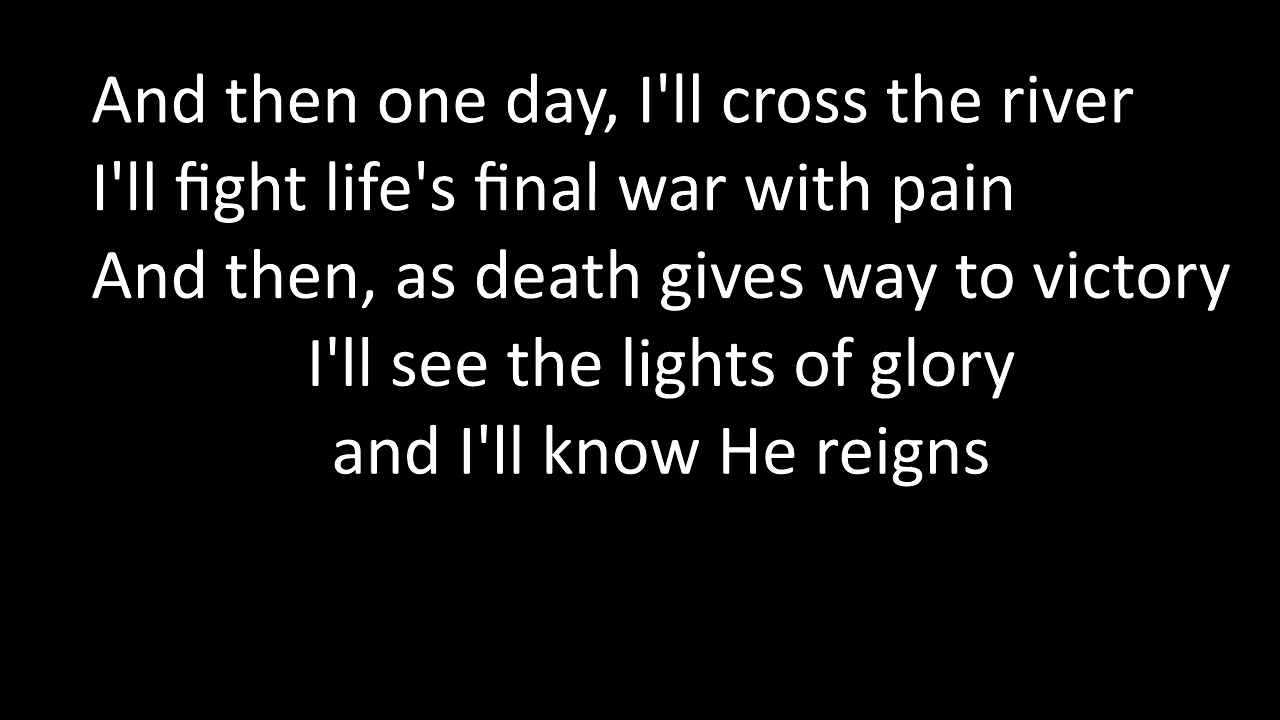 And then one day, I'll cross the river
I'll fight life's final war with pain
And then, as death gives way to victory
I'll see the lights of glory
and I'll know He reigns